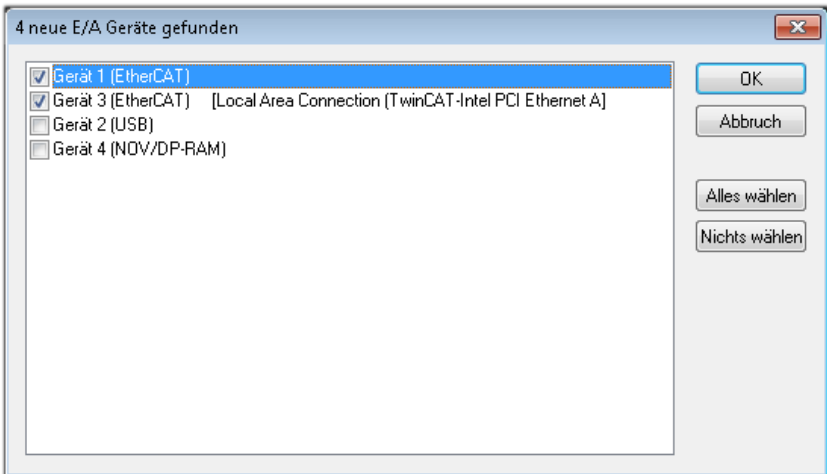 4 neue E/A Geräte gefunden
Gerät 1 (EtherCAT)
Gerät 3 (EtherCAT) [Local Area Connection (TwinCAT-Intel PCI Ethernet A]
Gerät 2 (USB)
Gerät 4 (NOV/DP-RAM)
OK
Abbruch
Alles wählen
Nichts wählen